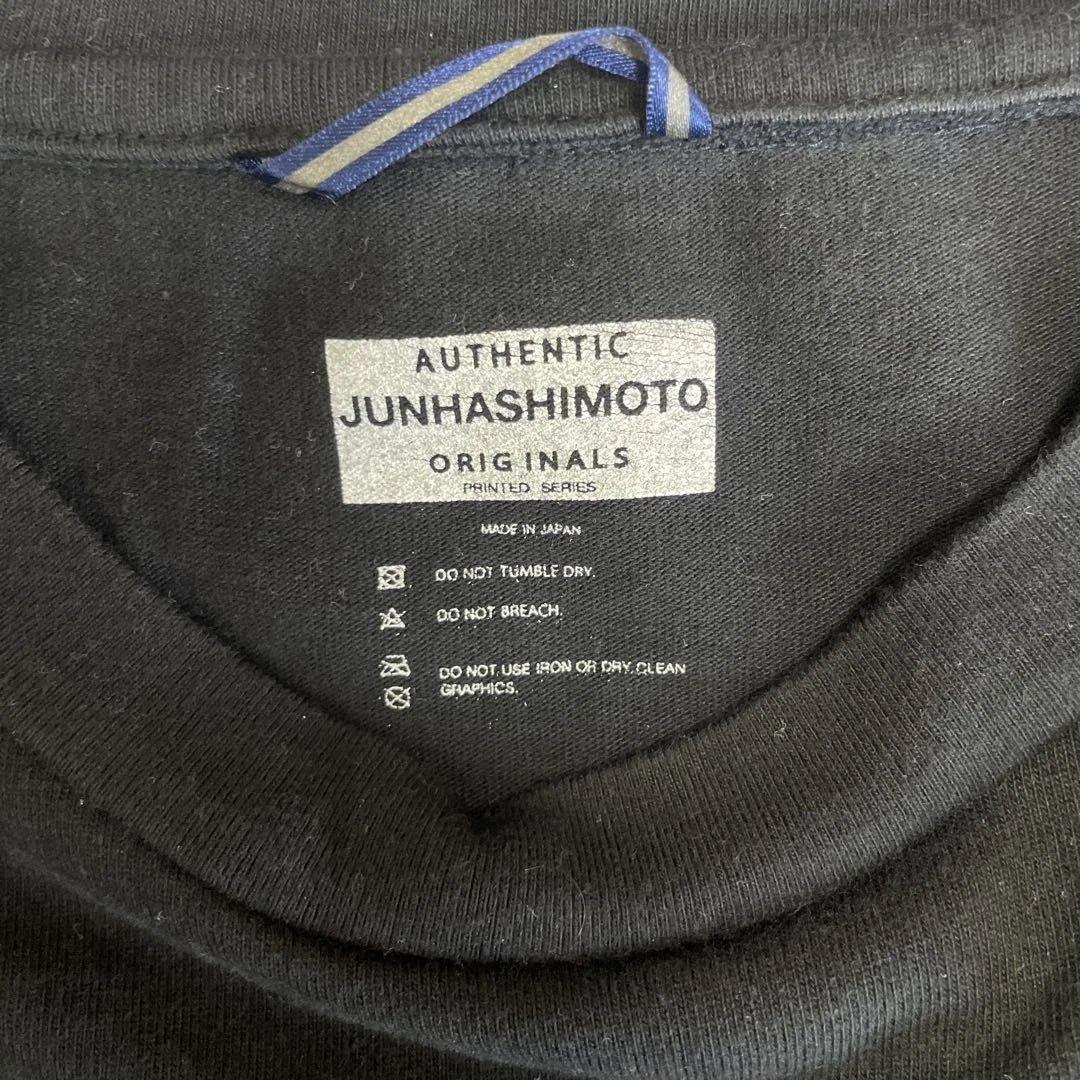 AUTHENTIC
JUNHASHIMOTO
ORIGINALS
PRINTED SERIES
MADE IN JAPAN
DO NOT TUMBLE DRY.
DO NOT BREACH.
DO NOT USE IRON OR DRY CLEAN
GRAPHICS.